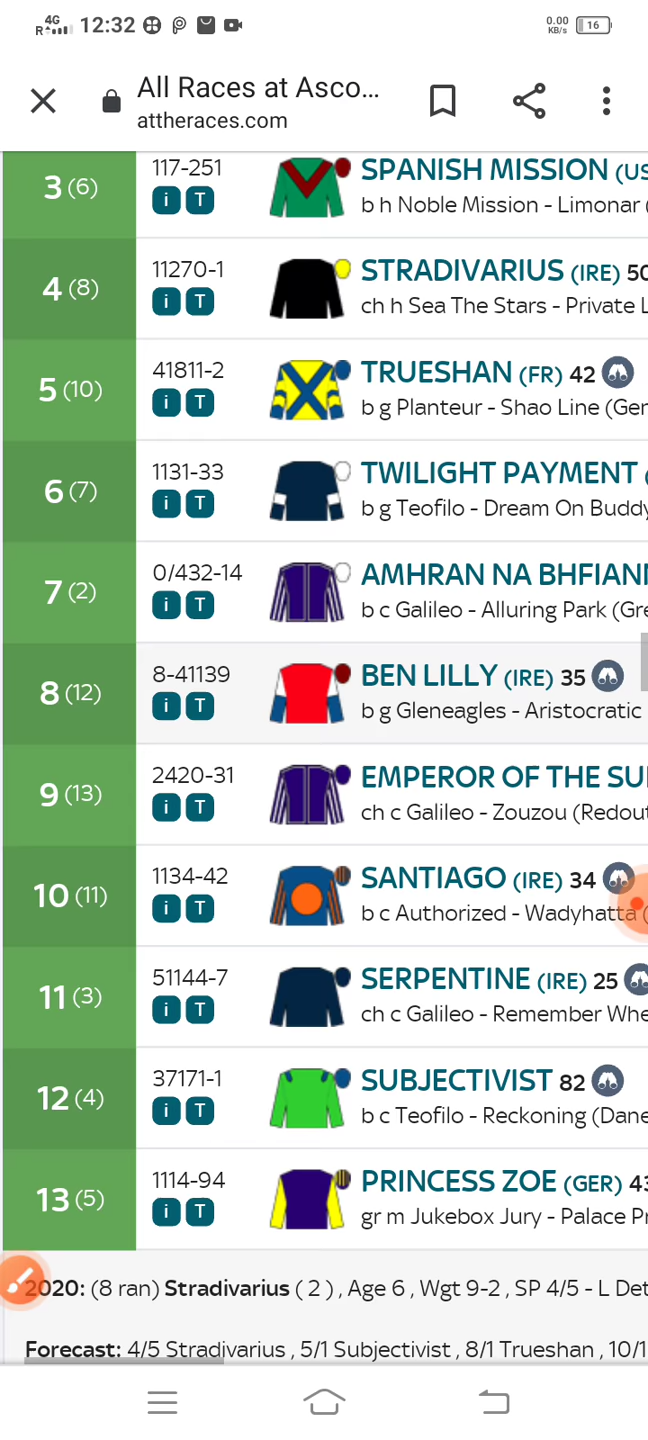 4G
R 12:32 0.00 KB/s 16
All Races at Asco...
attheraces.com
3 (6) 117-251 SPANISH MISSION (US
i T b h Noble Mission - Limonar (
4 (8) 11270-1 STRADIVARIUS (IRE) 50
i T ch h Sea The Stars - Private L
5 (10) 41811-2 TRUESHAN (FR) 42
i T b g Planteur - Shao Line (Ger
6 (7) 1131-33 TWILIGHT PAYMENT (
i T b g Teofilo - Dream On Buddy
7 (2) 0/432-14 AMHRAN NA BHFIANN
i T b c Galileo - Alluring Park (Gre
8 (12) 8-41139 BEN LILLY (IRE) 35
i T b g Gleneagles - Aristocratic
9 (13) 2420-31 EMPEROR OF THE SU
i T ch c Galileo - Zouzou (Redout
10 (11) 1134-42 SANTIAGO (IRE) 34
i T b c Authorized - Wadyhatta (
11 (3) 51144-7 SERPENTINE (IRE) 25
i T ch c Galileo - Remember Whe
12 (4) 37171-1 SUBJECTIVIST 82
i T b c Teofilo - Reckoning (Dane
13 (5) 1114-94 PRINCESS ZOE (GER) 43
i T gr m Jukebox Jury - Palace Pr
2020: (8 ran) Stradivarius ( 2 ) , Age 6 , Wgt 9-2 , SP 4/5 - L Det
Forecast: 4/5 Stradivarius , 5/1 Subjectivist , 8/1 Trueshan , 10/1